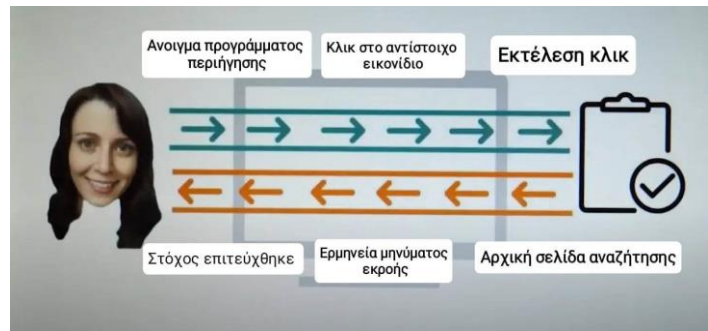 Ανοιγμα προγράμματος
περιήγησης
Κλικ στο αντίστοιχο
εικονίδιο
Εκτέλεση κλικ
Στόχος επιτεύχθηκε
Ερμηνεία μηνύματος
εκροής
Αρχική σελίδα αναζήτησης